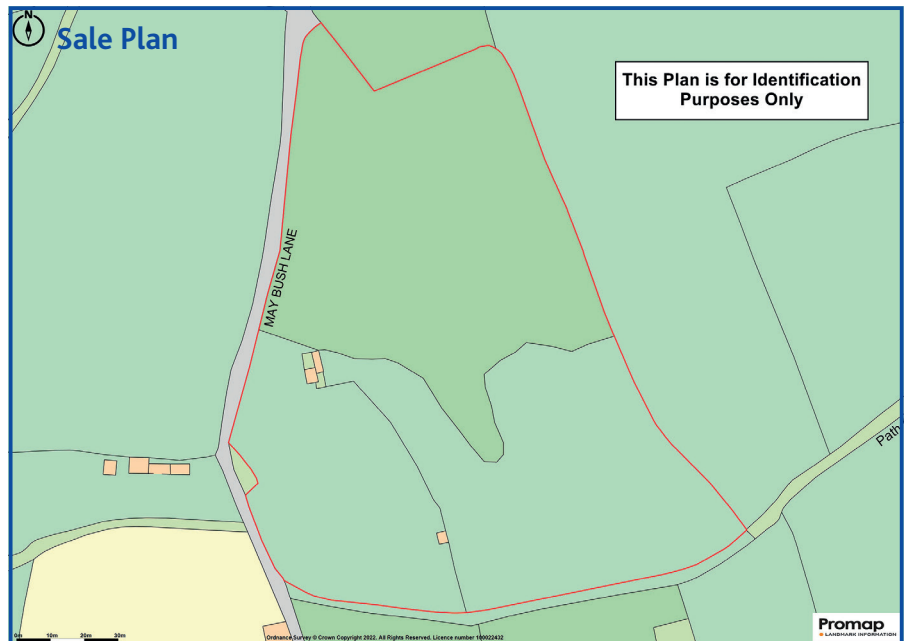 N
Sale Plan
This Plan is for Identification
Purposes Only
MAY BUSH LANE
Path
0m 10m 20m 30m
Ordnance Survey © Crown Copyright 2022. All Rights Reserved. Licence number 100022432
Promap
LANDMARK INFORMATION